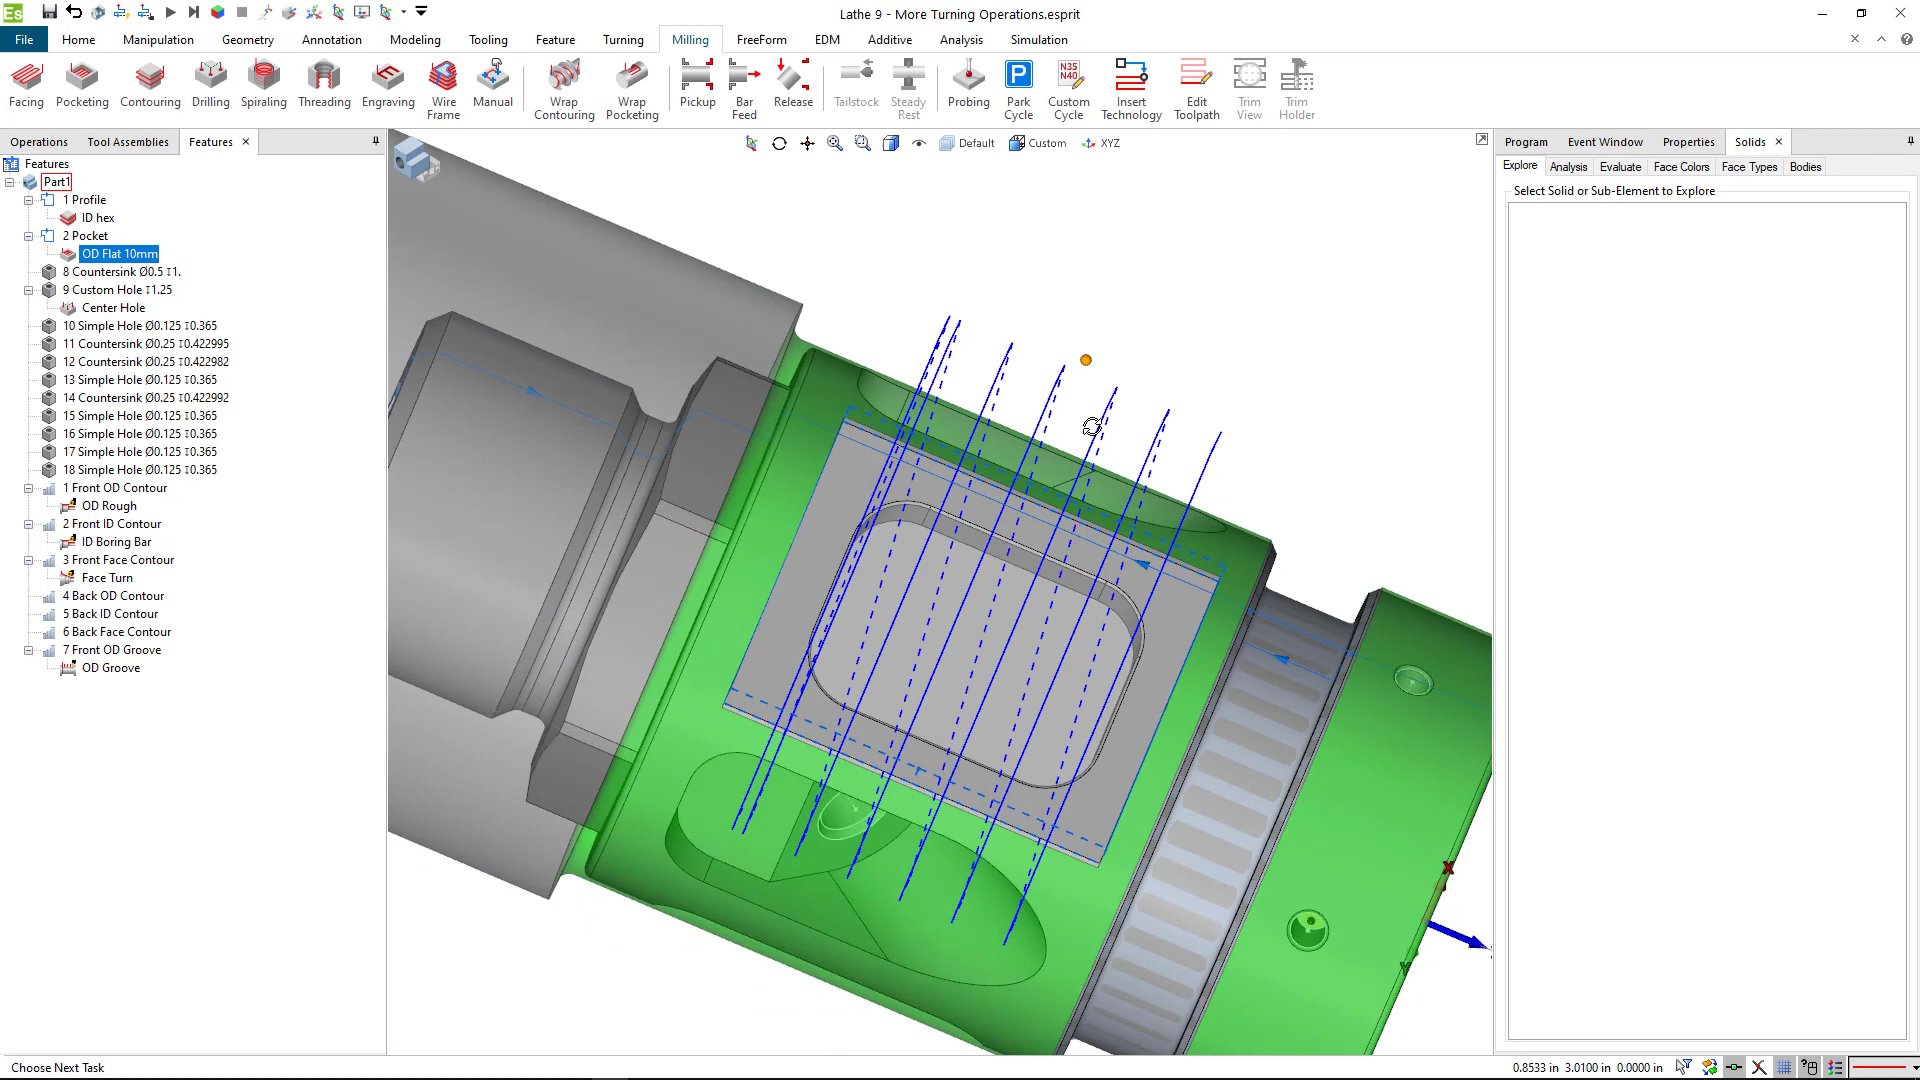 Es
Lathe 9 - More Turning Operations.esprit
File
Home
Manipulation
Geometry
Annotation
Modeling
Tooling
Feature
Turning
Milling
FreeForm
EDM
Additive
Analysis
Simulation
Facing
Pocketing
Contouring
Drilling
Spiraling
Threading
Engraving
Wire
Frame
Manual
Wrap
Contouring
Wrap
Pocketing
Pickup
Bar
Feed
Release
Tailstock
Steady
Rest
Probing
P
Park
Cycle
N35
N40
Custom
Cycle
Insert
Technology
Edit
Toolpath
Trim
View
Trim
Holder
Operations
Tool Assemblies
Features
Default
Custom
XYZ
Program
Event Window
Properties
Solids
Explore
Analysis
Evaluate
Face Colors
Face Types
Bodies
Select Solid or Sub-Element to Explore
Features
Part1
1 Profile
ID hex
2 Pocket
OD Flat 10mm
8 Countersink Ø0.5 ↧1.
9 Custom Hole ↧1.25
Center Hole
10 Simple Hole Ø0.125 ↧0.365
11 Countersink Ø0.25 ↧0.422995
12 Countersink Ø0.25 ↧0.422982
13 Simple Hole Ø0.125 ↧0.365
14 Countersink Ø0.25 ↧0.422992
15 Simple Hole Ø0.125 ↧0.365
16 Simple Hole Ø0.125 ↧0.365
17 Simple Hole Ø0.125 ↧0.365
18 Simple Hole Ø0.125 ↧0.365
1 Front OD Contour
OD Rough
2 Front ID Contour
ID Boring Bar
3 Front Face Contour
Face Turn
4 Back OD Contour
5 Back ID Contour
6 Back Face Contour
7 Front OD Groove
OD Groove
X
Y
Choose Next Task
0.8533 in 3.0100 in 0.0000 in